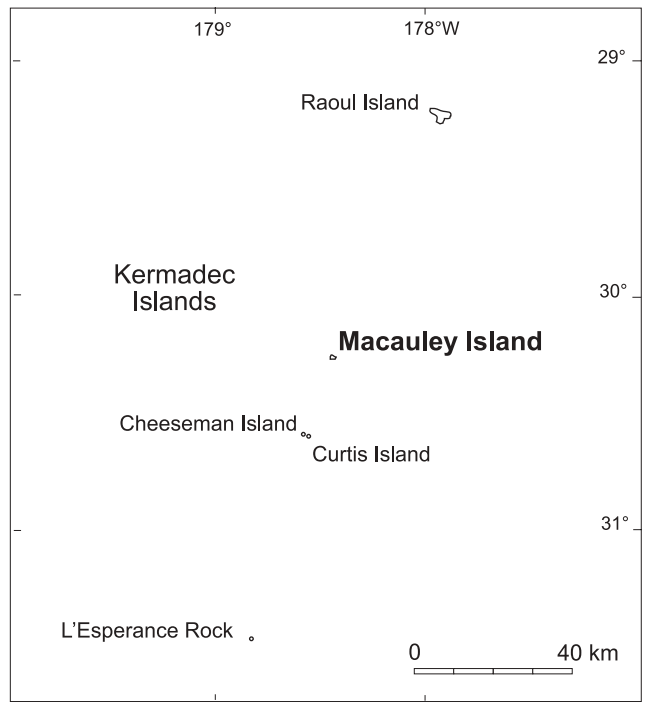 179°
178°W
29°
Raoul Island
Kermadec
Islands
30°
Macauley Island
Cheeseman Island
Curtis Island
31°
L'Esperance Rock
0
40 km